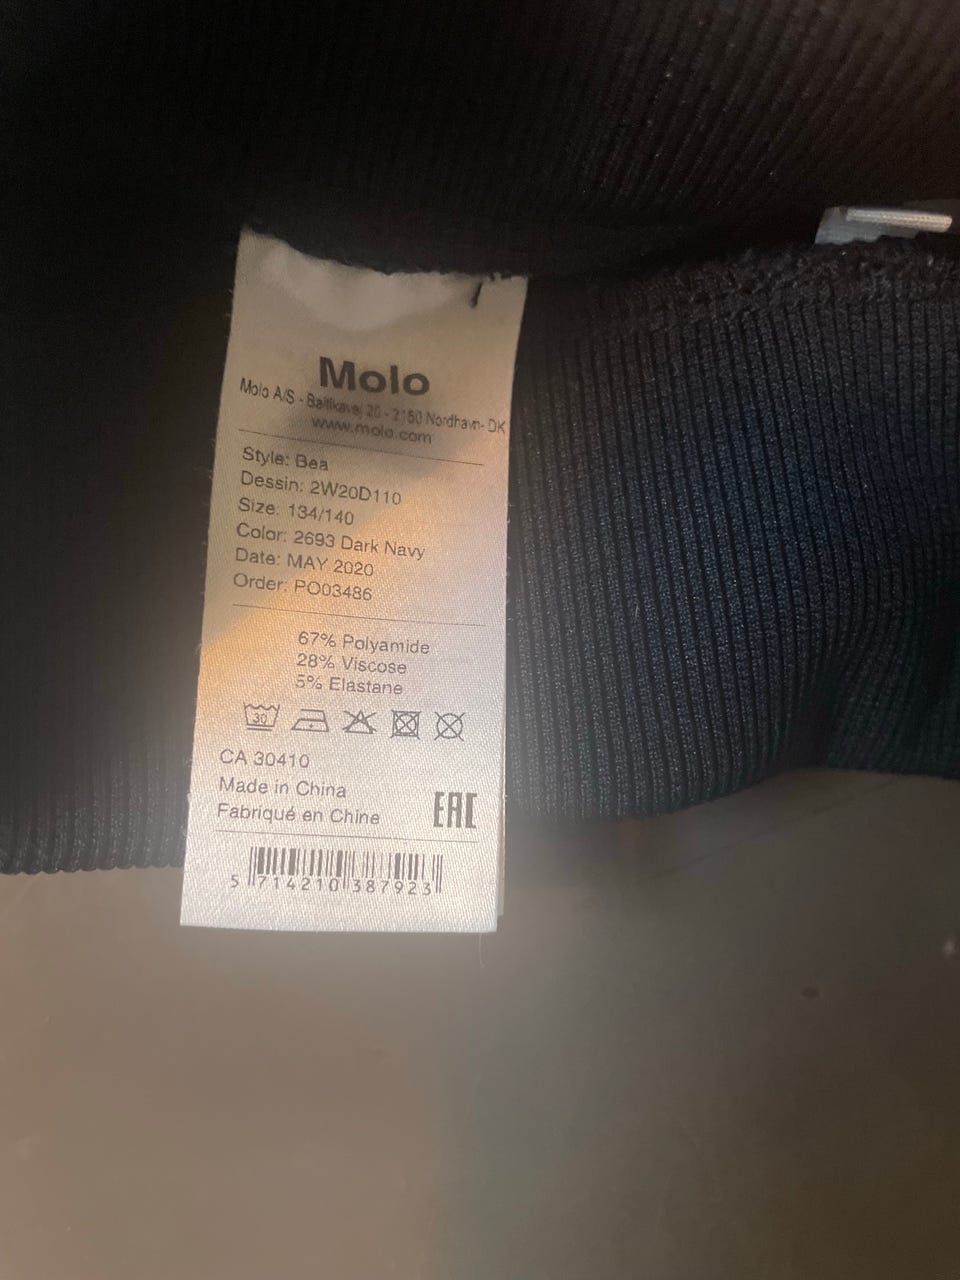 Molo
Molo A/S - Baltikavej 20 - 2150 Nordhavn- DK
www.molo.com
Style: Bea
Dessin: 2W20D110
Size: 134/140
Color: 2693 Dark Navy
Date: MAY 2020
Order: PO03486
67% Polyamide
28% Viscose
5% Elastane
30
CA 30410
Made in China
Fabriqué en Chine
EAC
5 714210 387923